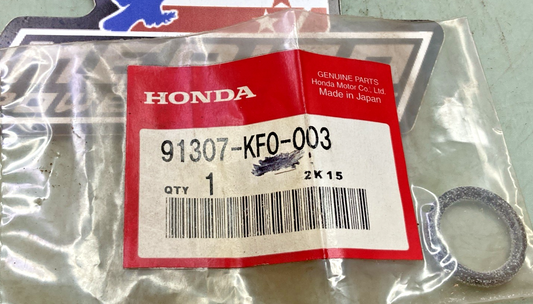 HONDA
GENUINE PARTS
Honda Motor Co., Ltd.
Made in Japan
91307-KF0-003
QTY 1
2K15